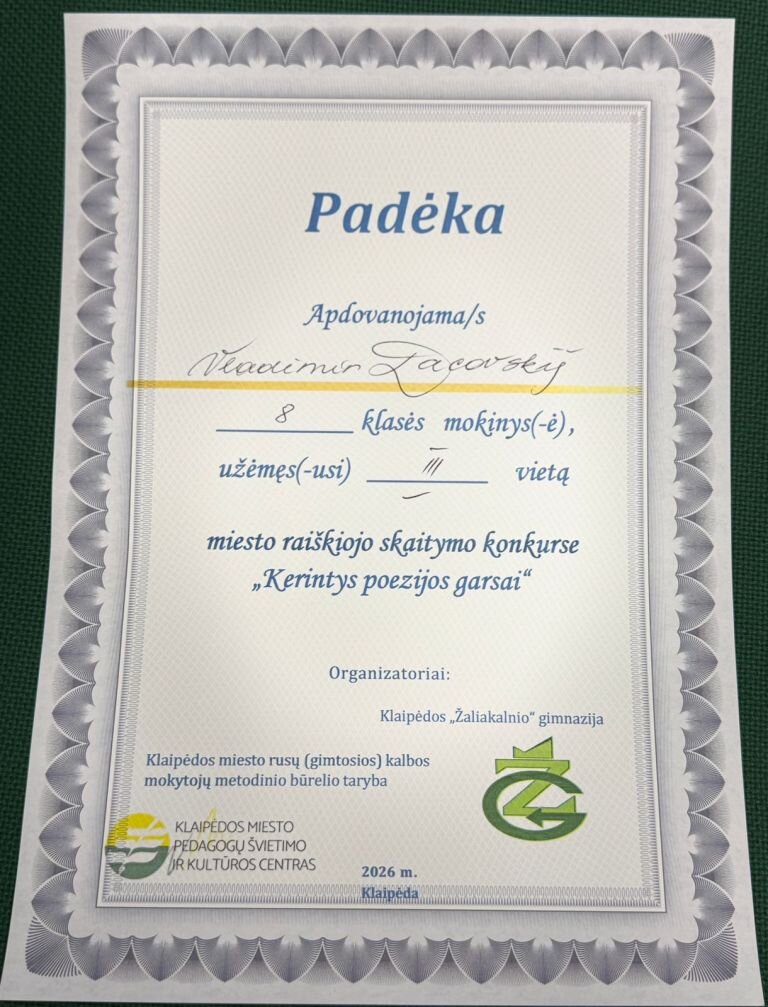 Padėka
Apdovanojama/s
Vladimir Dacovskij
8 klasės mokinys(-ė),
užėmęs(-usi) III vietą
miesto raiškiojo skaitymo konkurse
„Kerintys poezijos garsai“
Organizatoriai:
Klaipėdos „Žaliakalnio“ gimnazija
Klaipėdos miesto rusų (gimtosios) kalbos
mokytojų metodinio būrelio taryba
ŽG
KLAIPĖDOS MIESTO
PEDAGOGŲ ŠVIETIMO
IR KULTŪROS CENTRAS
2026 m.
Klaipėda